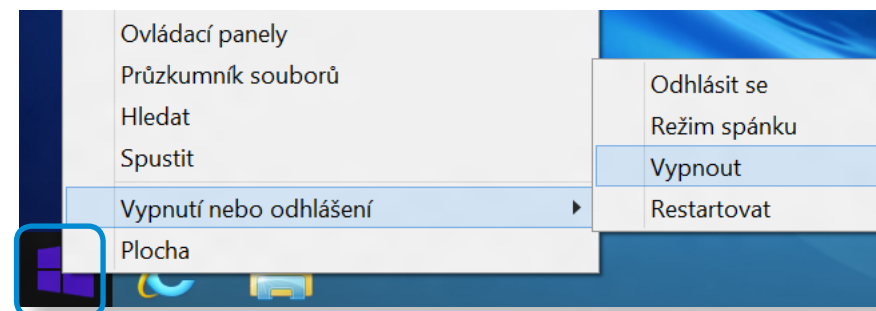 Ovládací panely
Průzkumník souborů
Hledat
Spustit
Vypnutí nebo odhlášení
Plocha
Odhlásit se
Režim spánku
Vypnout
Restartovat